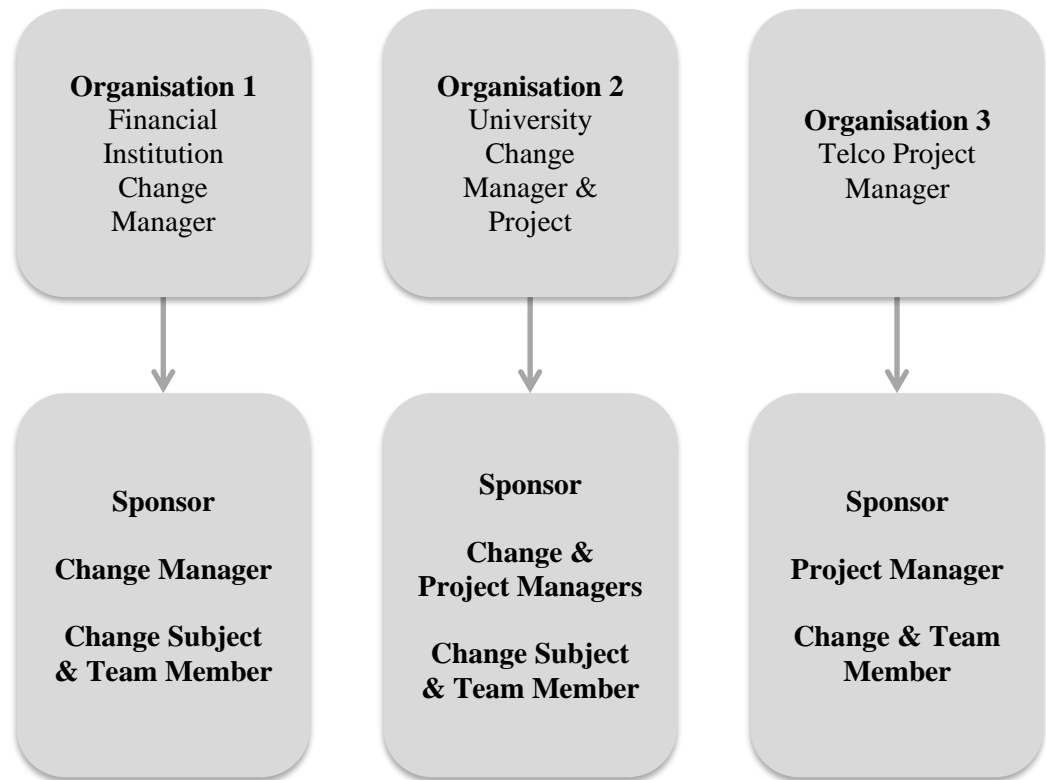 Organisation 1
Financial
Institution
Change
Manager
Organisation 2
University
Change
Manager &
Project
Organisation 3
Telco Project
Manager
Sponsor
Change Manager
Change Subject
& Team Member
Sponsor
Change &
Project Managers
Change Subject
& Team Member
Sponsor
Project Manager
Change & Team
Member